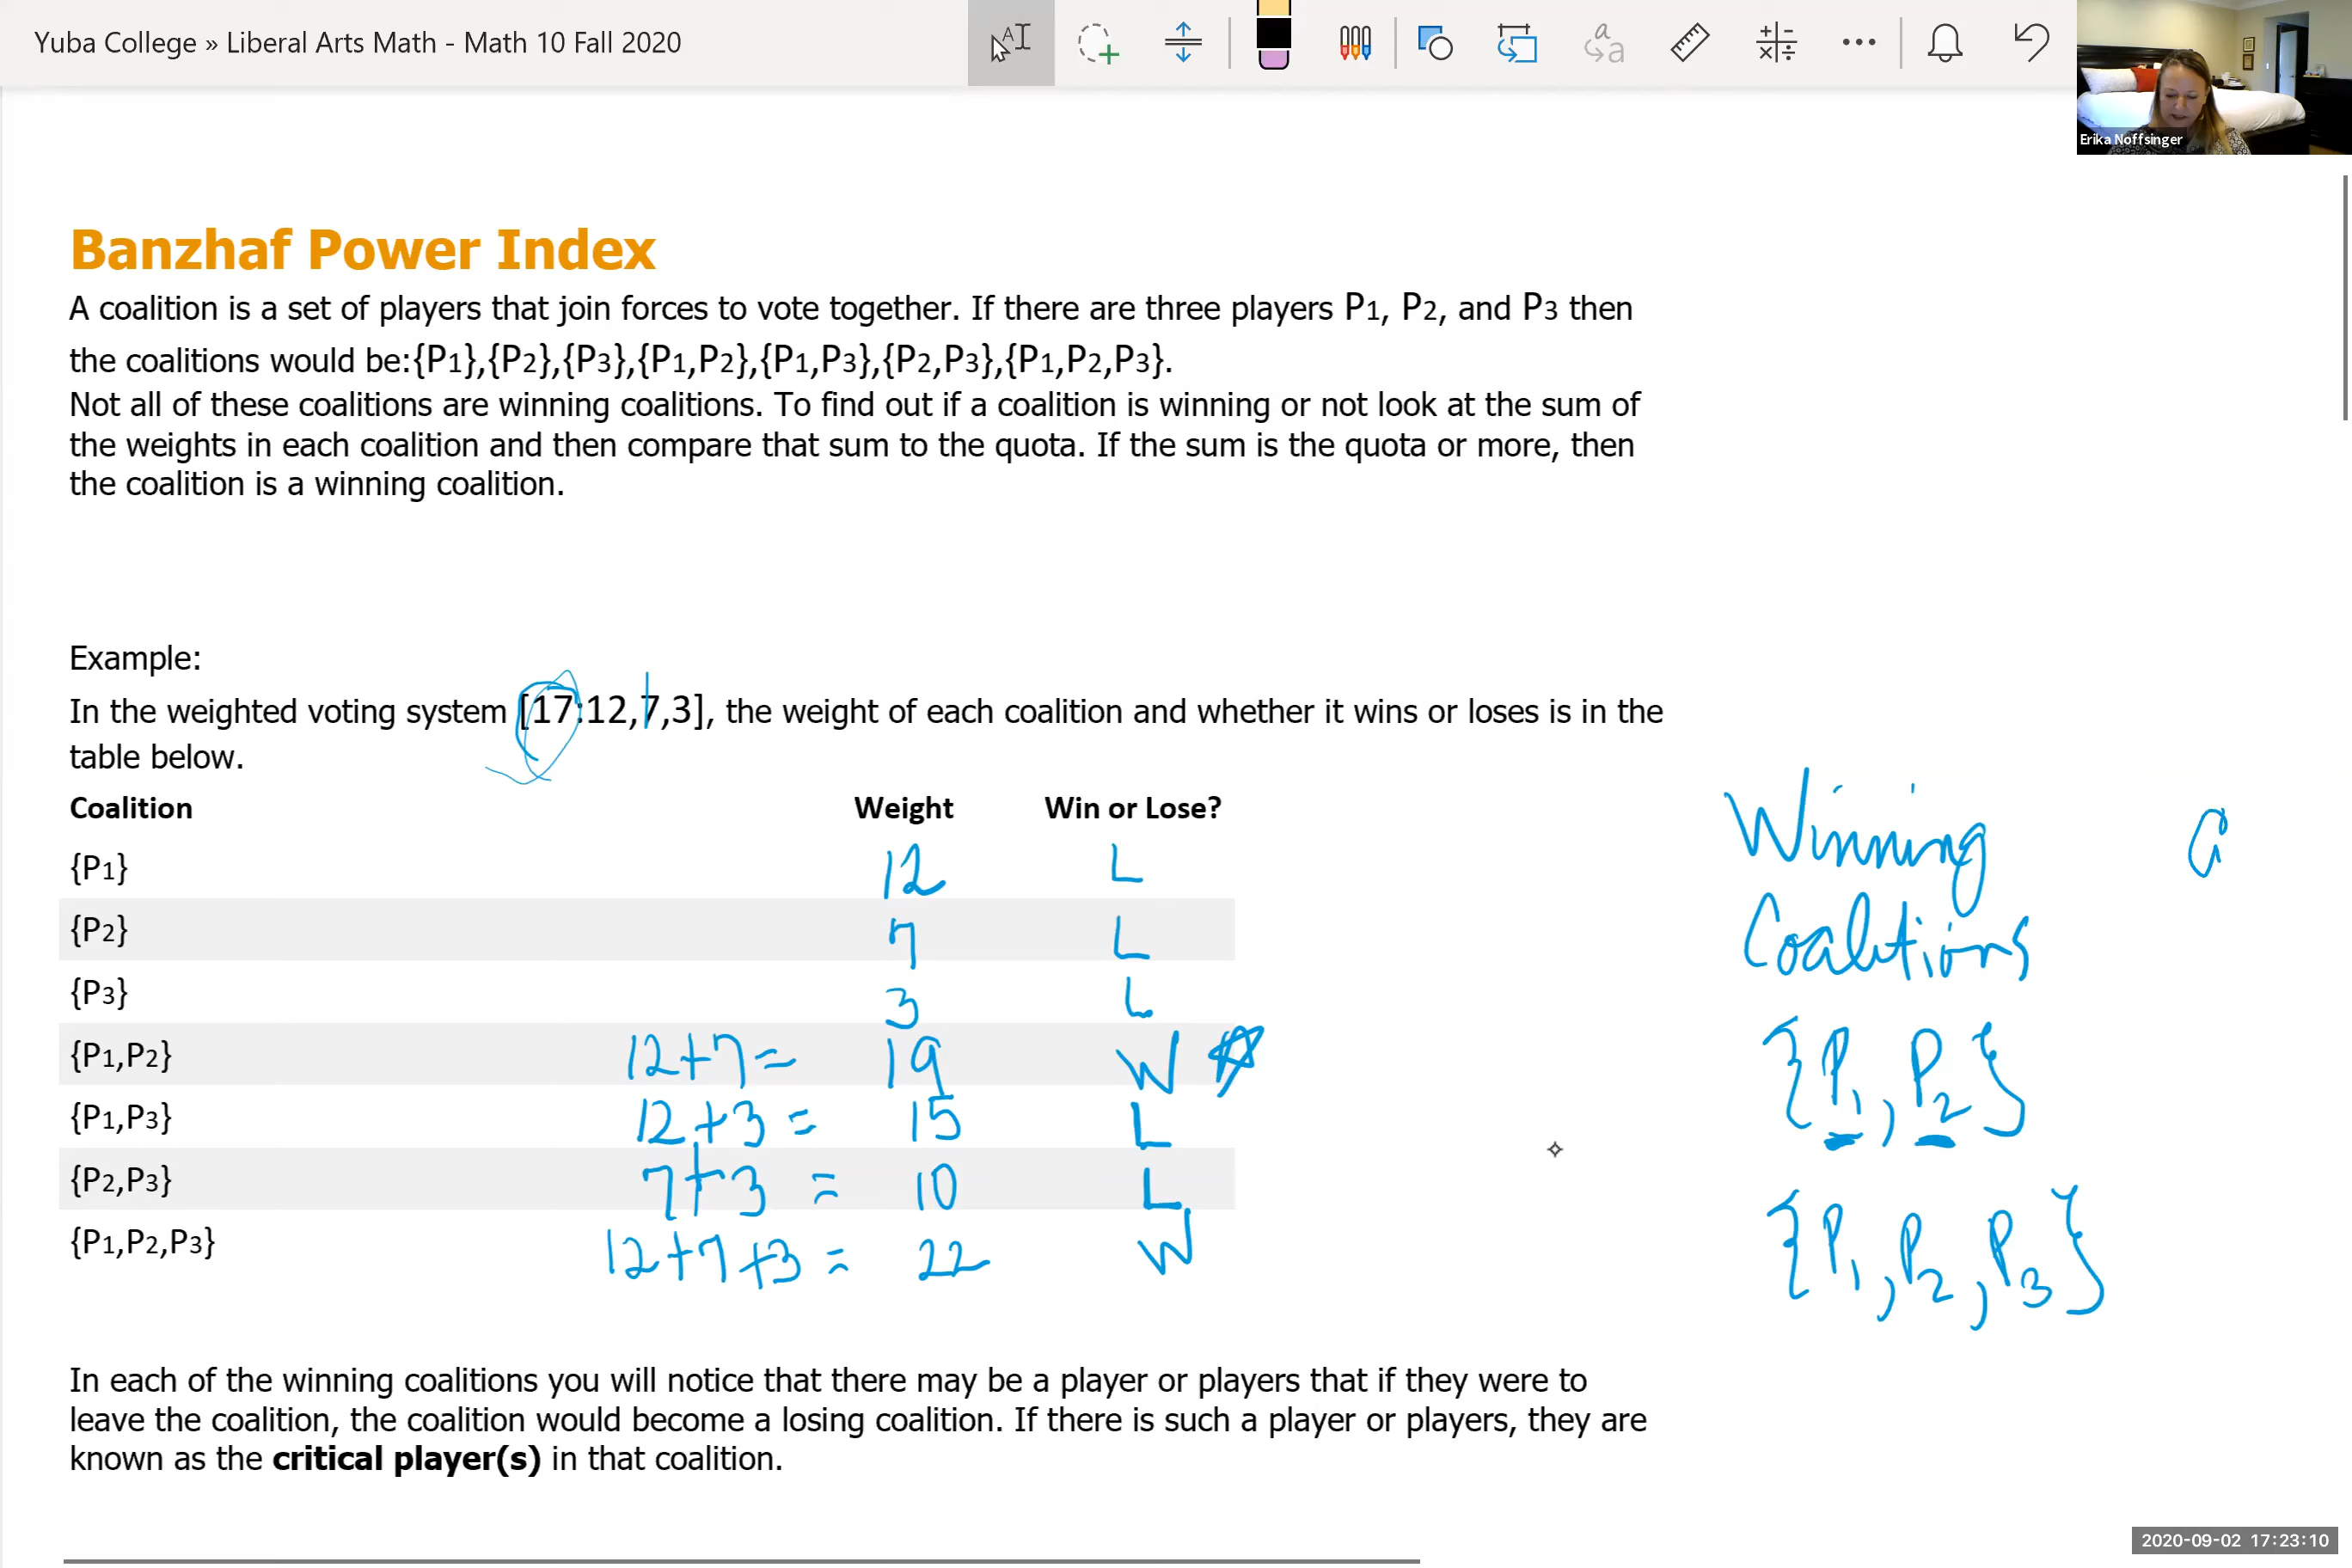 Yuba College » Liberal Arts Math - Math 10 Fall 2020
Erika Noffsinger
Banzhaf Power Index
A coalition is a set of players that join forces to vote together. If there are three players P1, P2, and P3 then
the coalitions would be:{P1},{P2},{P3},{P1,P2},{P1,P3},{P2,P3},{P1,P2,P3}.
Not all of these coalitions are winning coalitions. To find out if a coalition is winning or not look at the sum of
the weights in each coalition and then compare that sum to the quota. If the sum is the quota or more, then
the coalition is a winning coalition.
Example:
In the weighted voting system [17:12,7,3], the weight of each coalition and whether it wins or loses is in the
table below.
Coalition Weight Win or Lose?
{P1} 12 L
{P2} 7 L
{P3} 3 L
{P1,P2} 12+7= 19 W
{P1,P3} 12+3= 15 L
{P2,P3} 7+3 = 10 L
{P1,P2,P3} 12+7+3= 22 W
Winning
Coalitions
{P1, P2}
{P1, P2, P3}
In each of the winning coalitions you will notice that there may be a player or players that if they were to
leave the coalition, the coalition would become a losing coalition. If there is such a player or players, they are
known as the critical player(s) in that coalition.
2020-09-02 17:23:10